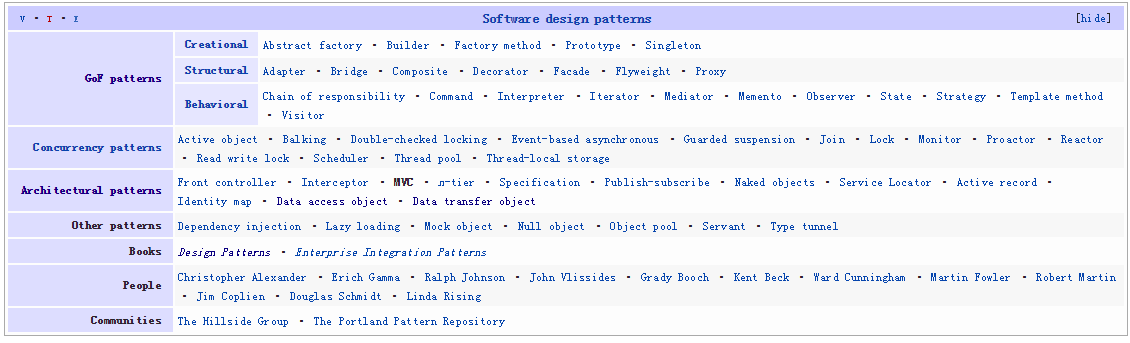 V · T · E Software design patterns [hide]
GoF patterns
Creational Abstract factory · Builder · Factory method · Prototype · Singleton
Structural Adapter · Bridge · Composite · Decorator · Facade · Flyweight · Proxy
Behavioral Chain of responsibility · Command · Interpreter · Iterator · Mediator · Memento · Observer · State · Strategy · Template method
· Visitor
Concurrency patterns Active object · Balking · Double-checked locking · Event-based asynchronous · Guarded suspension · Join · Lock · Monitor · Proactor · Reactor
· Read write lock · Scheduler · Thread pool · Thread-local storage
Architectural patterns Front controller · Interceptor · MVC · n-tier · Specification · Publish-subscribe · Naked objects · Service Locator · Active record ·
Identity map · Data access object · Data transfer object
Other patterns Dependency injection · Lazy loading · Mock object · Null object · Object pool · Servant · Type tunnel
Books Design Patterns · Enterprise Integration Patterns
People Christopher Alexander · Erich Gamma · Ralph Johnson · John Vlissides · Grady Booch · Kent Beck · Ward Cunningham · Martin Fowler · Robert Martin
· Jim Coplien · Douglas Schmidt · Linda Rising
Communities The Hillside Group · The Portland Pattern Repository